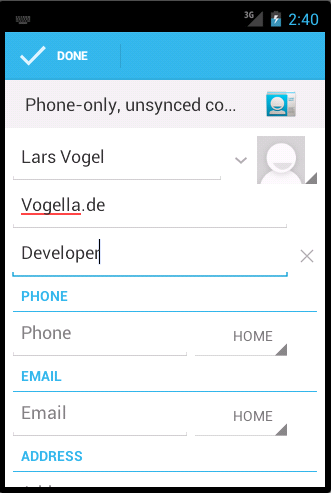 3G 2:40
DONE
Phone-only, unsynced co...
Lars Vogel
Vogella.de
Developer
PHONE
Phone HOME
EMAIL
Email HOME
ADDRESS